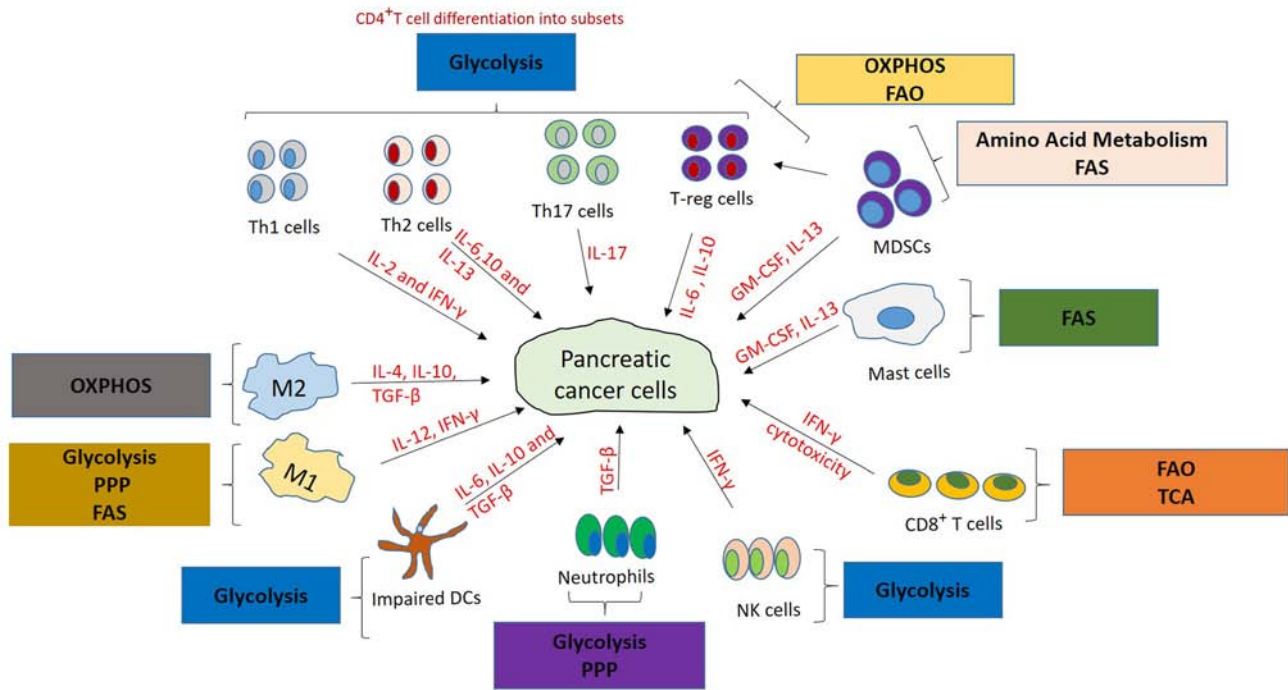 CD4+T cell differentiation into subsets
Glycolysis
OXPHOS
FAO
Amino Acid Metabolism
FAS
Th1 cells
Th2 cells
Th17 cells
T-reg cells
MDSCs
IL-2 and IFN-γ
IL-6,10 and
IL-13
IL-17
IL-6 , IL-10
GM-CSF, IL-13
GM-CSF, IL-13
Mast cells
FAS
Pancreatic
cancer cells
OXPHOS
M2
IL-4, IL-10,
TGF-β
Glycolysis
PPP
FAS
M1
IL-12, IFN-γ
IL-6, IL-10 and
TGF-β
TGF-β
IFN-γ
IFN-γ
cytotoxicity
CD8+ T cells
FAO
TCA
Glycolysis
Impaired DCs
Neutrophils
NK cells
Glycolysis
Glycolysis
PPP